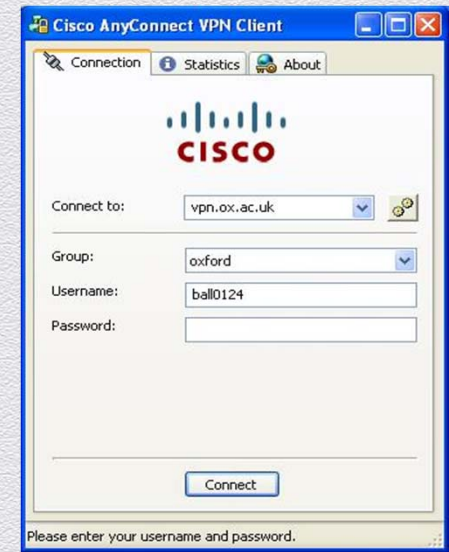 Cisco AnyConnect VPN Client
Connection Statistics About
CISCO
Connect to: vpn.ox.ac.uk
Group: oxford
Username: ball0124
Password:
Connect
Please enter your username and password.